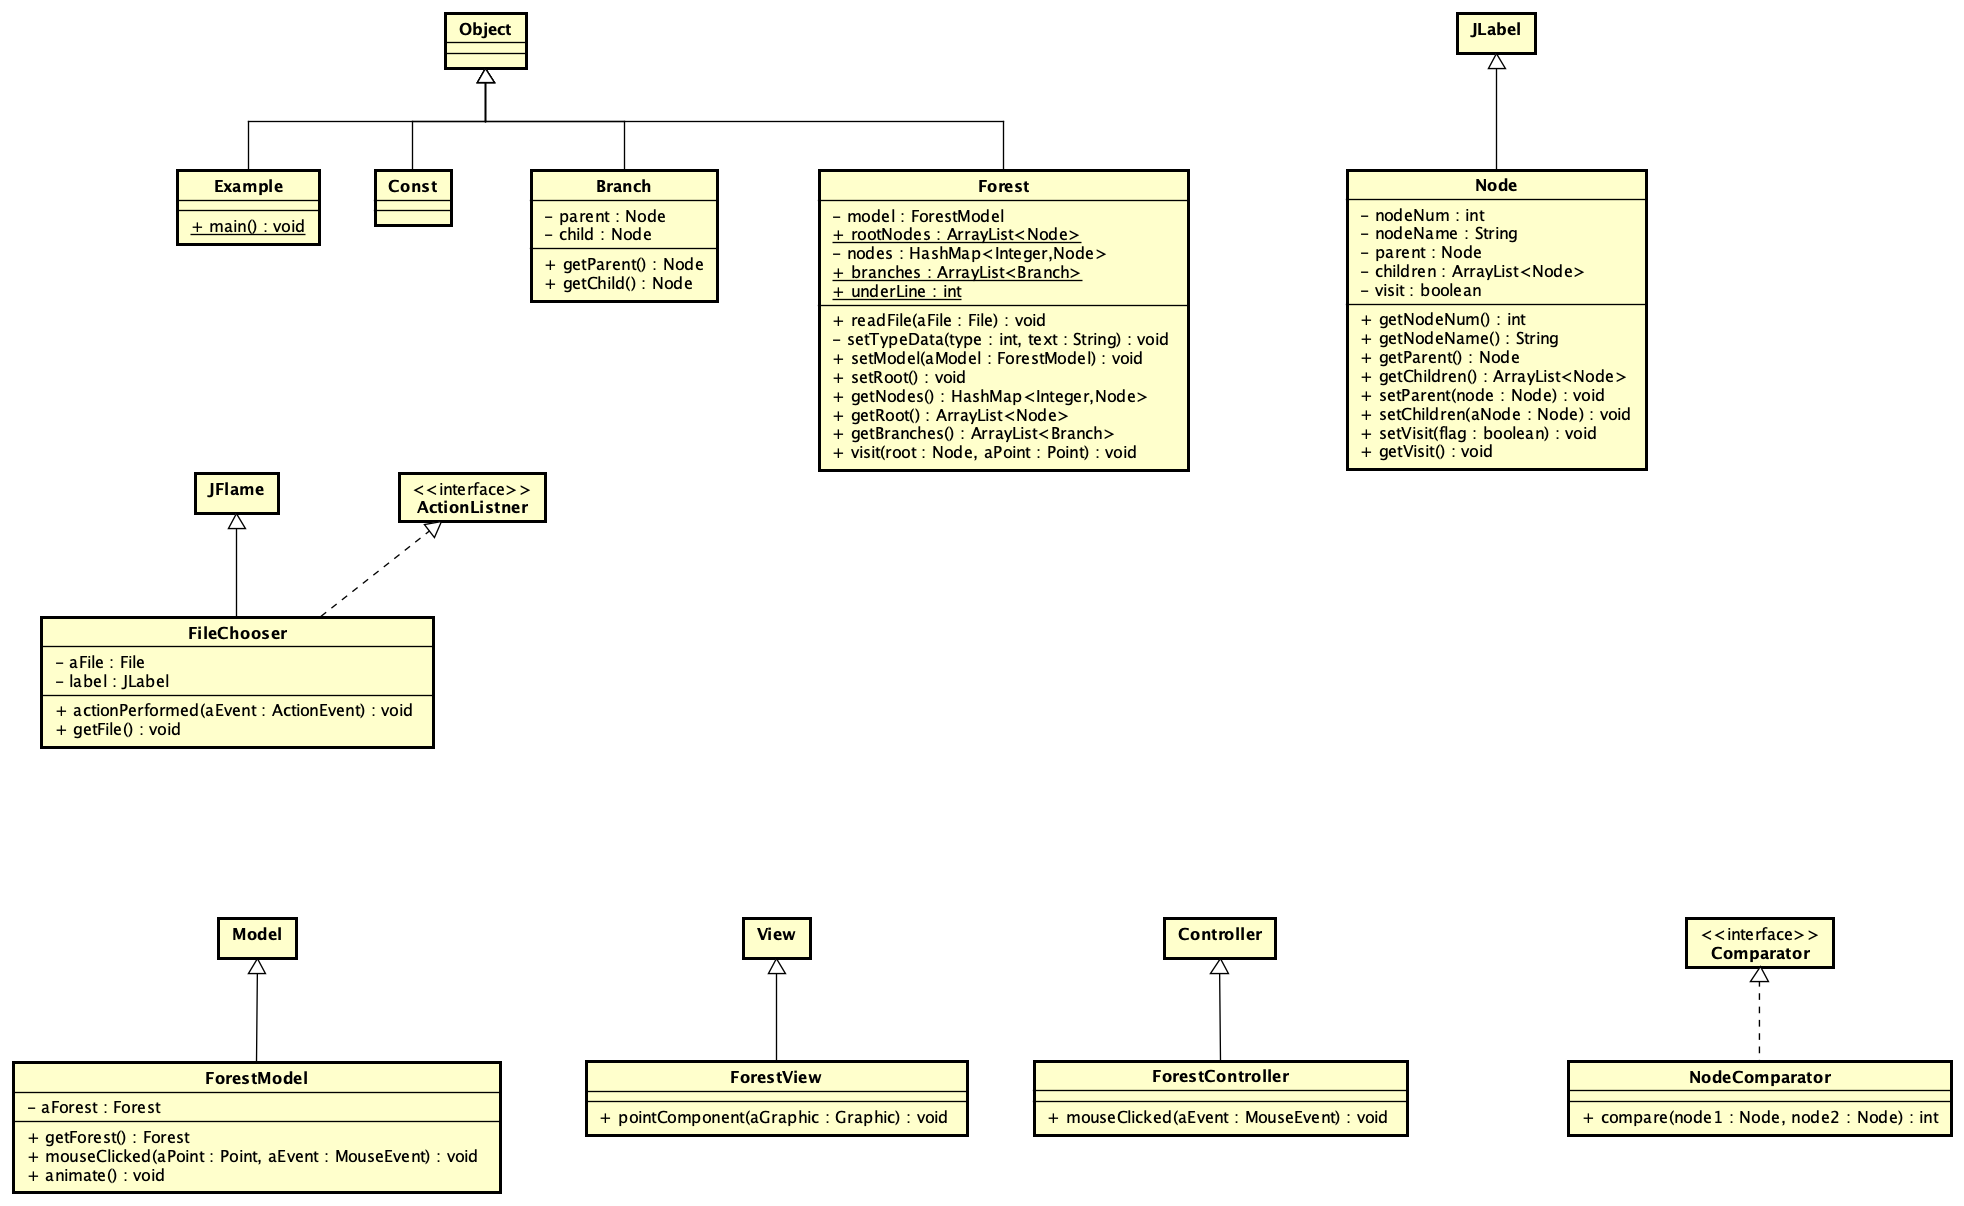 Object
JLabel
Example
+ main() : void
Const
Branch
- parent : Node
- child : Node
+ getParent() : Node
+ getChild() : Node
Forest
- model : ForestModel
+ rootNodes : ArrayList<Node>
- nodes : HashMap<Integer,Node>
+ branches : ArrayList<Branch>
+ underLine : int
+ readFile(aFile : File) : void
- setTypeData(type : int, text : String) : void
+ setModel(aModel : ForestModel) : void
+ setRoot() : void
+ getNodes() : HashMap<Integer,Node>
+ getRoot() : ArrayList<Node>
+ getBranches() : ArrayList<Branch>
+ visit(root : Node, aPoint : Point) : void
Node
- nodeNum : int
- nodeName : String
- parent : Node
- children : ArrayList<Node>
- visit : boolean
+ getNodeNum() : int
+ getNodeName() : String
+ getParent() : Node
+ getChildren() : ArrayList<Node>
+ setParent(node : Node) : void
+ setChildren(aNode : Node) : void
+ setVisit(flag : boolean) : void
+ getVisit() : void
JFlame
<<interface>>
ActionListner
FileChooser
- aFile : File
- label : JLabel
+ actionPerformed(aEvent : ActionEvent) : void
+ getFile() : void
Model
View
Controller
<<interface>>
Comparator
ForestModel
- aForest : Forest
+ getForest() : Forest
+ mouseClicked(aPoint : Point, aEvent : MouseEvent) : void
+ animate() : void
ForestView
+ pointComponent(aGraphic : Graphic) : void
ForestController
+ mouseClicked(aEvent : MouseEvent) : void
NodeComparator
+ compare(node1 : Node, node2 : Node) : int